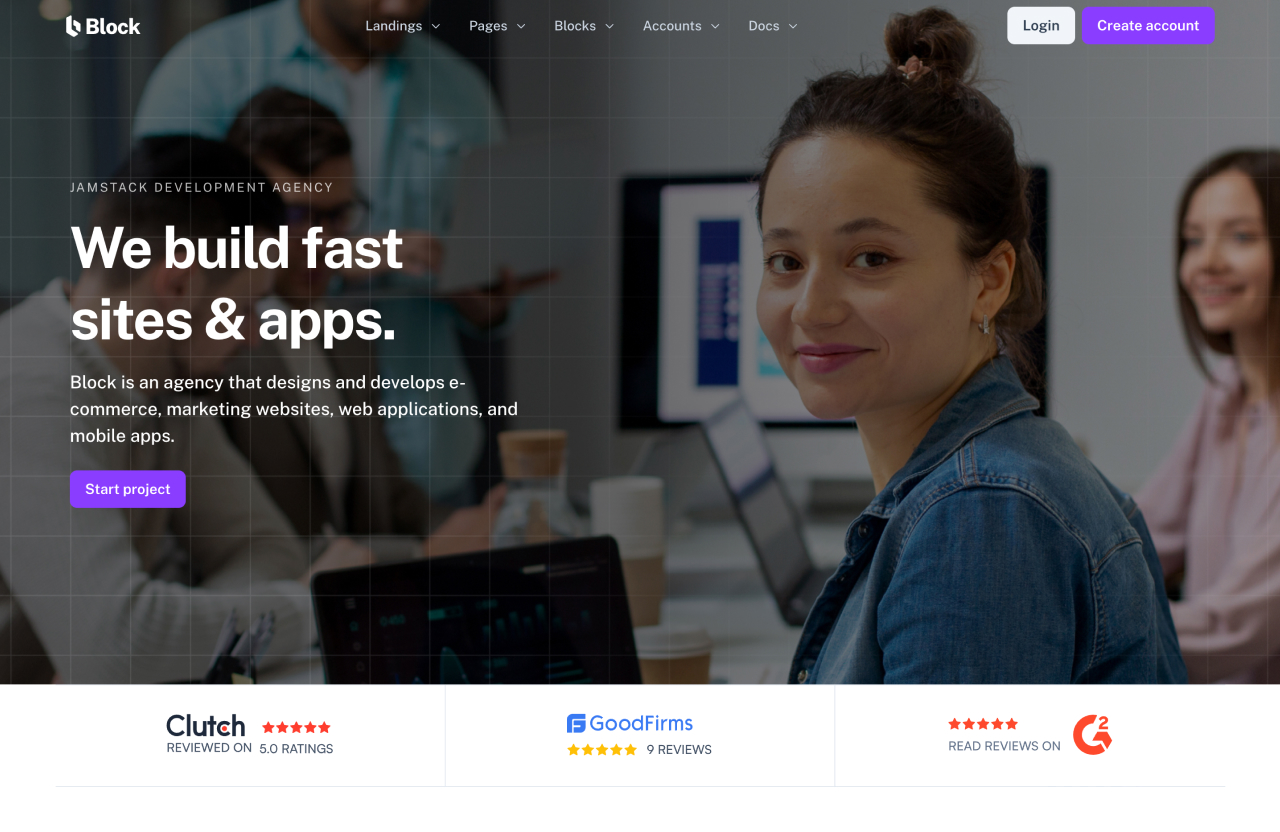 Block
Landings
Pages
Blocks
Accounts
Docs
Login
Create account
JAMSTACK DEVELOPMENT AGENCY
We build fast
sites & apps.
Block is an agency that designs and develops e-
commerce, marketing websites, web applications, and
mobile apps.
Start project
Clutch
REVIEWED ON 5.0 RATINGS
GoodFirms
9 REVIEWS
READ REVIEWS ON
G2